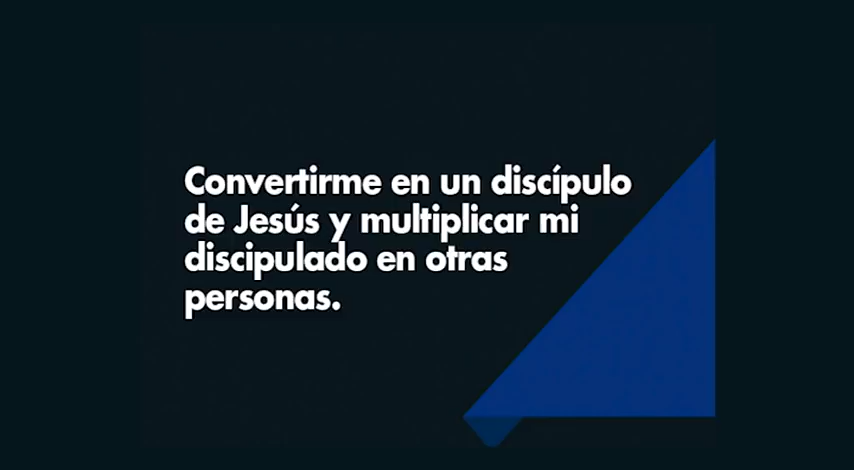 Convertirme en un discípulo
de Jesús y multiplicar mi
discipulado en otras
personas.